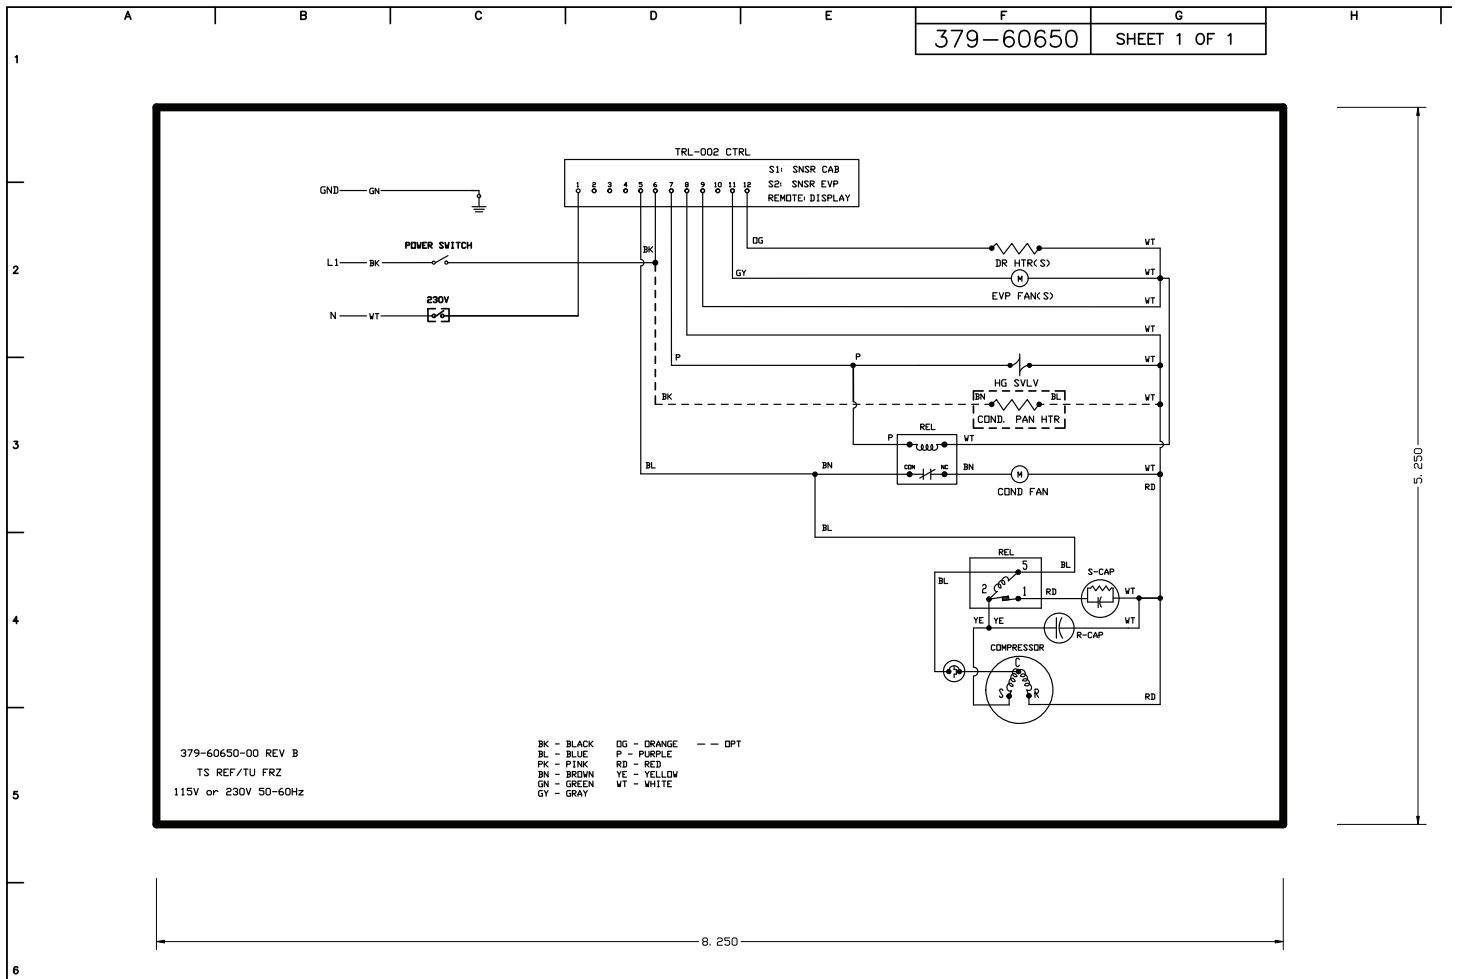 A B C D E F G H
379-60650 SHEET 1 OF 1
1
TRL-002 CTRL
S1: SNSR CAB
1 2 3 4 5 6 7 8 9 10 11 12 S2: SNSR EVP
REMOTE: DISPLAY
GND GN
OG WT
POWER SWITCH BK
L1 BK DR HTR(S)
2
GY M WT
EVP FAN(S)
230V WT
N WT
WT
P P WT
HG SVLV
BK BN BL WT
COND. PAN HTR
REL
3
P WT
BL BN COM NC BN M WT
COND FAN RD
5.250
BL
REL
5 BL S-CAP
BL 2 1 RD WT
4
YE YE R-CAP WT
COMPRESSOR
C
P
S R RD
379-60650-00 REV B
TS REF/TU FRZ
115V or 230V 50-60Hz
BK - BLACK OG - ORANGE -- OPT
BL - BLUE P - PURPLE
PK - PINK RD - RED
BN - BROWN YE - YELLOW
GN - GREEN WT - WHITE
GY - GRAY
5
8.250
6